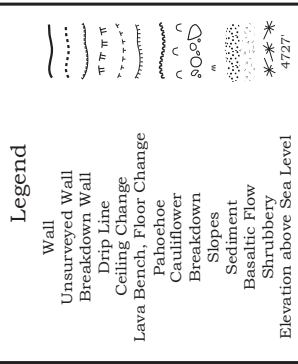 Legend
Wall
Unsurveyed Wall
Breakdown Wall
Drip Line
Ceiling Change
Lava Bench, Floor Change
Pahoehoe
Cauliflower
Breakdown
Slopes
Sediment
Basaltic Flow
Shrubbery
Elevation above Sea Level 4727'